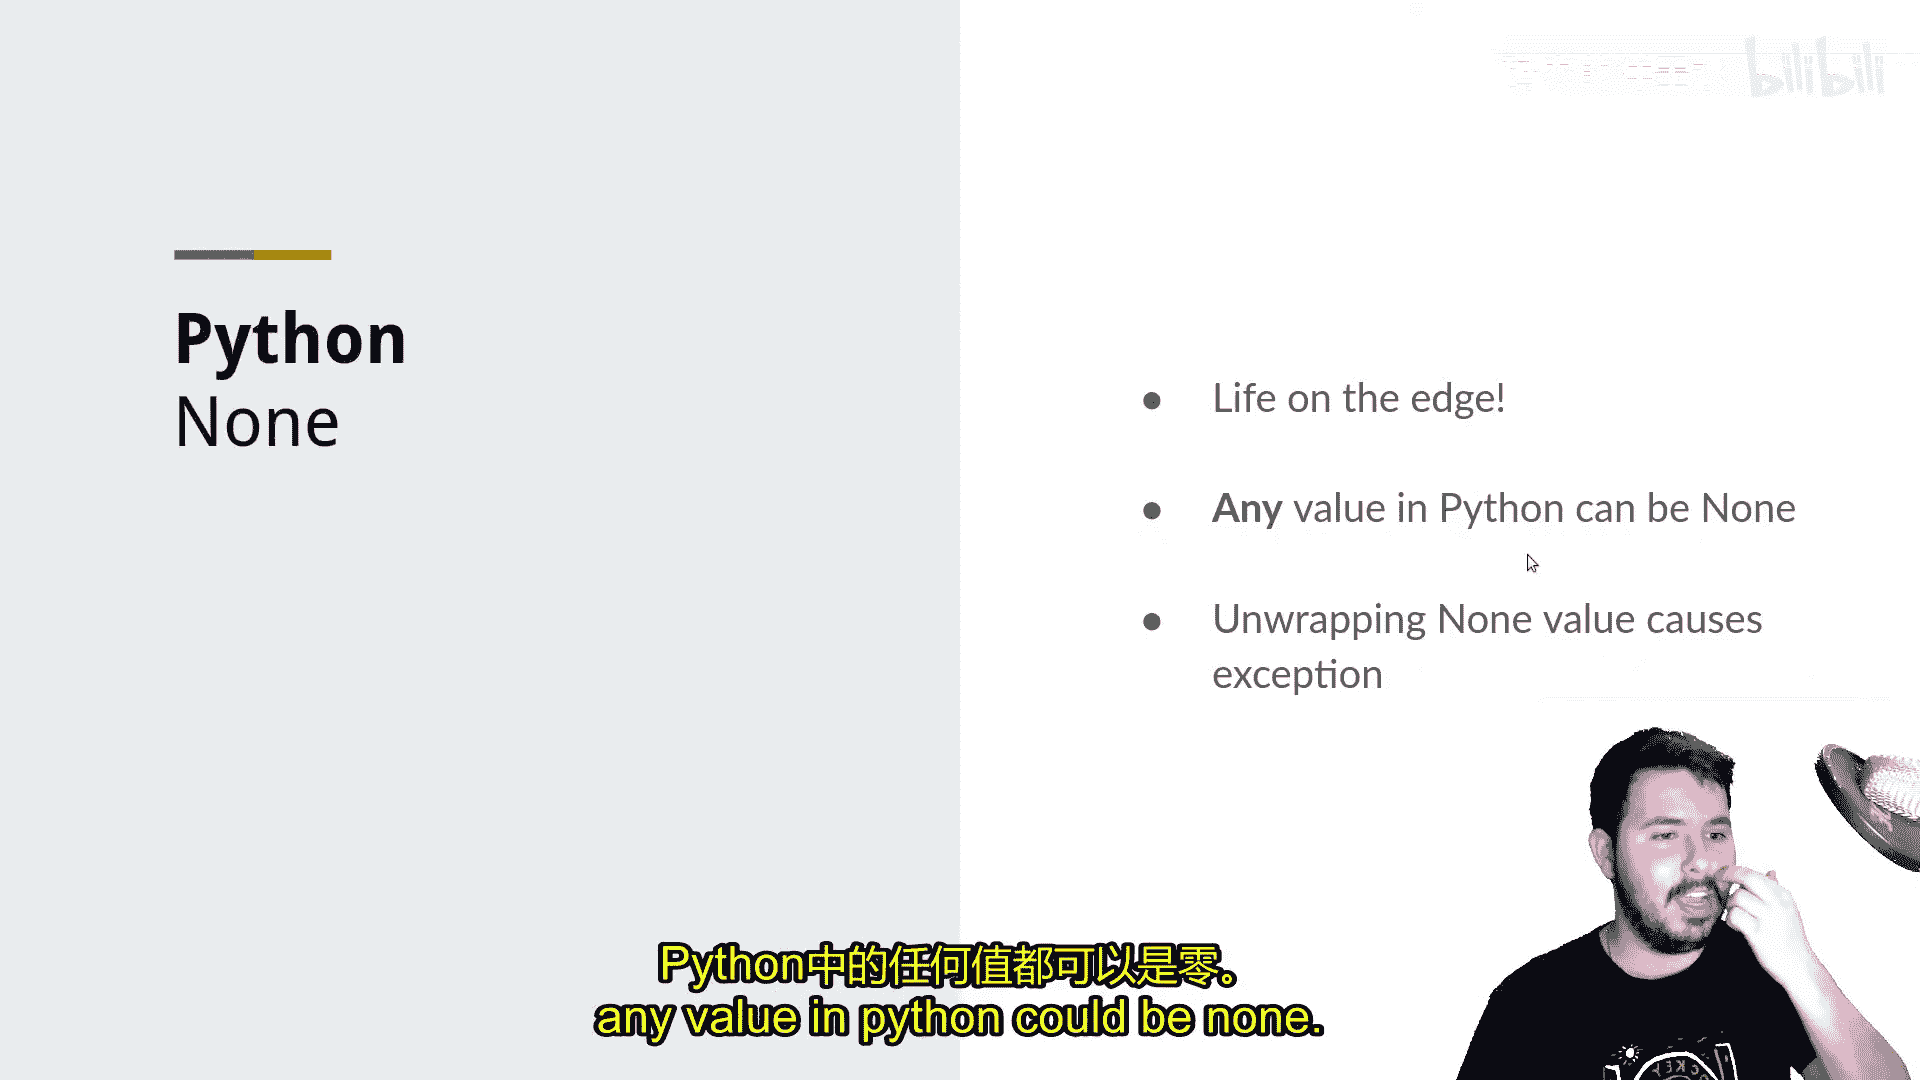 bilibili
Python
None
● Life on the edge!
● Any value in Python can be None
● Unwrapping None value causes
exception
Python中的任何值都可以是零。
any value in python could be none.